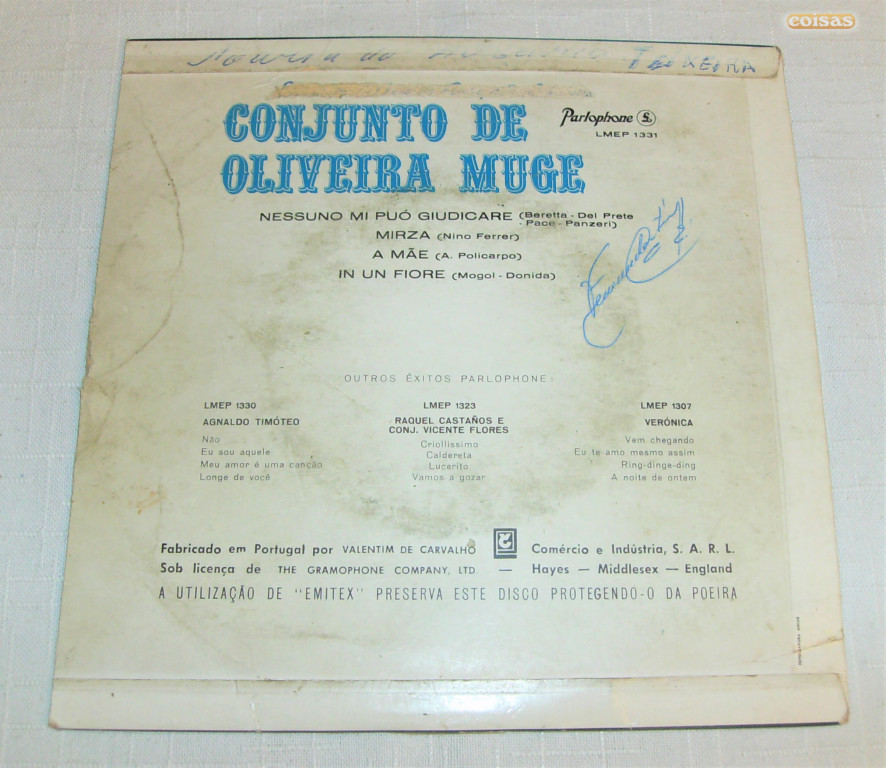 coisas
TEIXEIRA
CONJUNTO DE
OLIVEIRA MUGE
Parlophone
LMEP 1331
NESSUNO MI PUÓ GIUDICARE (Beretta - Del Prete
- Pace - Panzeri)
MIRZA (Nino Ferrer)
A MÃE (A. Policarpo)
IN UN FIORE (Mogol - Donida)
OUTROS ÊXITOS PARLOPHONE:
LMEP 1330
AGNALDO TIMÓTEO
Não
Eu sou aquele
Meu amor é uma canção
Longe de você
LMEP 1323
RAQUEL CASTAÑOS E
CONJ. VICENTE FLORES
Criollissimo
Caldereta
Lucerito
Vamos a gozar
LMEP 1307
VERÓNICA
Vem chegando
Eu te amo mesmo assim
Ring-dinge-ding
A noite de ontem
Fabricado em Portugal por VALENTIM DE CARVALHO Comércio e Indústria, S. A. R. L.
Sob licença de THE GRAMOPHONE COMPANY, LTD. — Hayes — Middlesex — England
A UTILIZAÇÃO DE "EMITEX" PRESERVA ESTE DISCO PROTEGENDO-O DA POEIRA